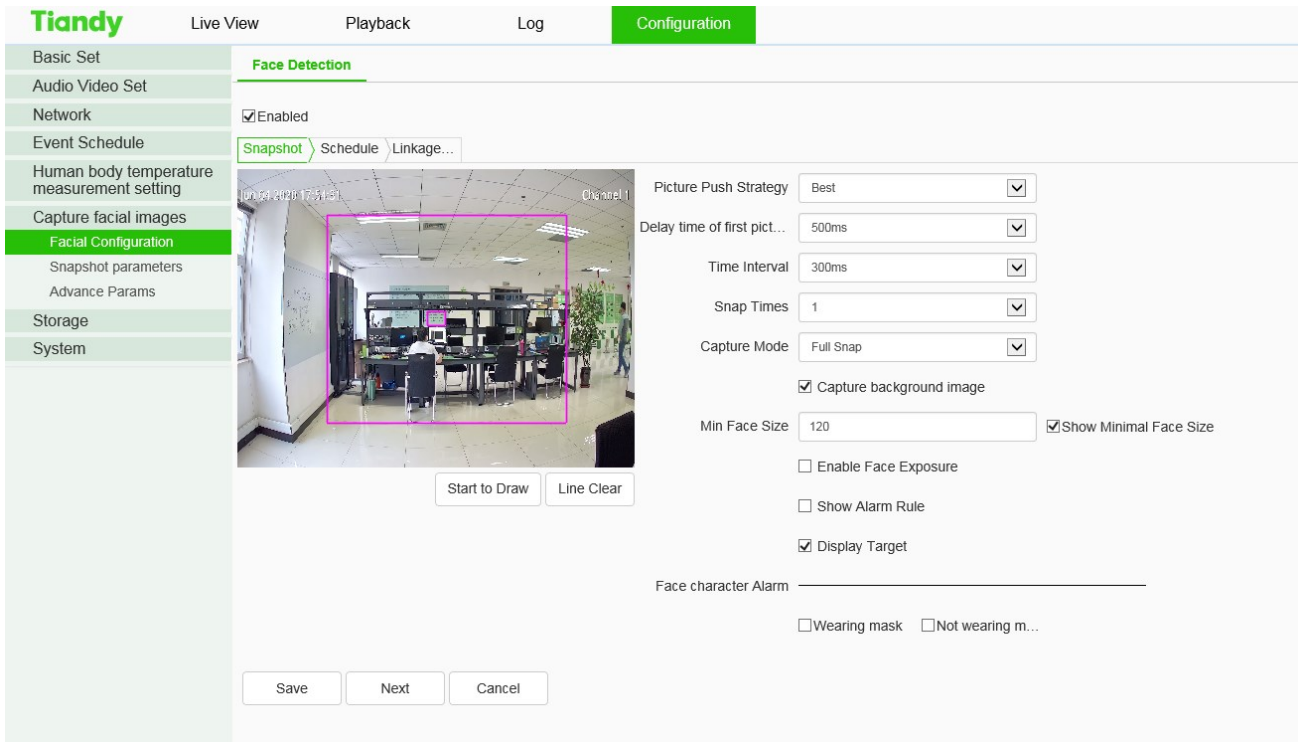 Tiandy
Live View
Playback
Log
Configuration
Basic Set
Audio Video Set
Network
Event Schedule
Human body temperature
measurement setting
Capture facial images
Facial Configuration
Snapshot parameters
Advance Params
Storage
System
Face Detection
Enabled
Snapshot
Schedule
Linkage...
Channel 1
Start to Draw
Line Clear
Picture Push Strategy
Best
Delay time of first pict...
500ms
Time Interval
300ms
Snap Times
1
Capture Mode
Full Snap
Capture background image
Min Face Size
120
Show Minimal Face Size
Enable Face Exposure
Show Alarm Rule
Display Target
Face character Alarm
Wearing mask
Not wearing m...
Save
Next
Cancel